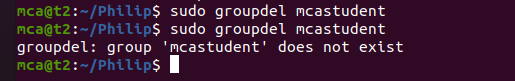 mca@t2:~/Philip$ sudo groupdel mcastudent
mca@t2:~/Philip$ sudo groupdel mcastudent
groupdel: group 'mcastudent' does not exist
mca@t2:~/Philip$